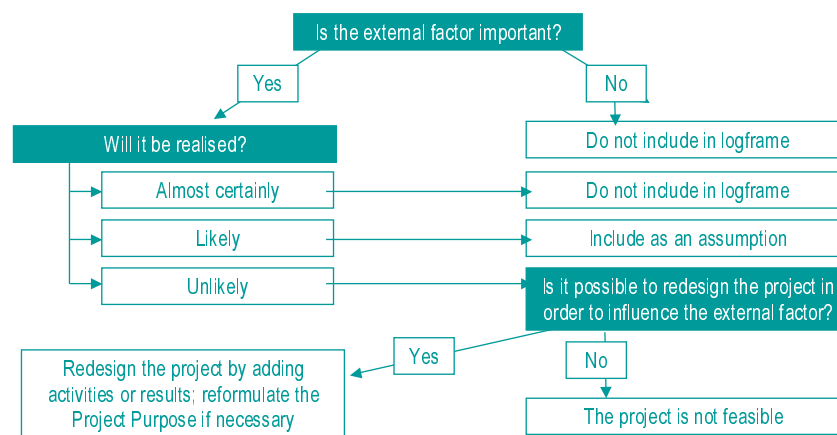 Is the external factor important?
Yes
No
Will it be realised?
Do not include in logframe
Almost certainly
Do not include in logframe
Likely
Include as an assumption
Unlikely
Is it possible to redesign the project in
order to influence the external factor?
Yes
No
Redesign the project by adding
activities or results; reformulate the
Project Purpose if necessary
The project is not feasible